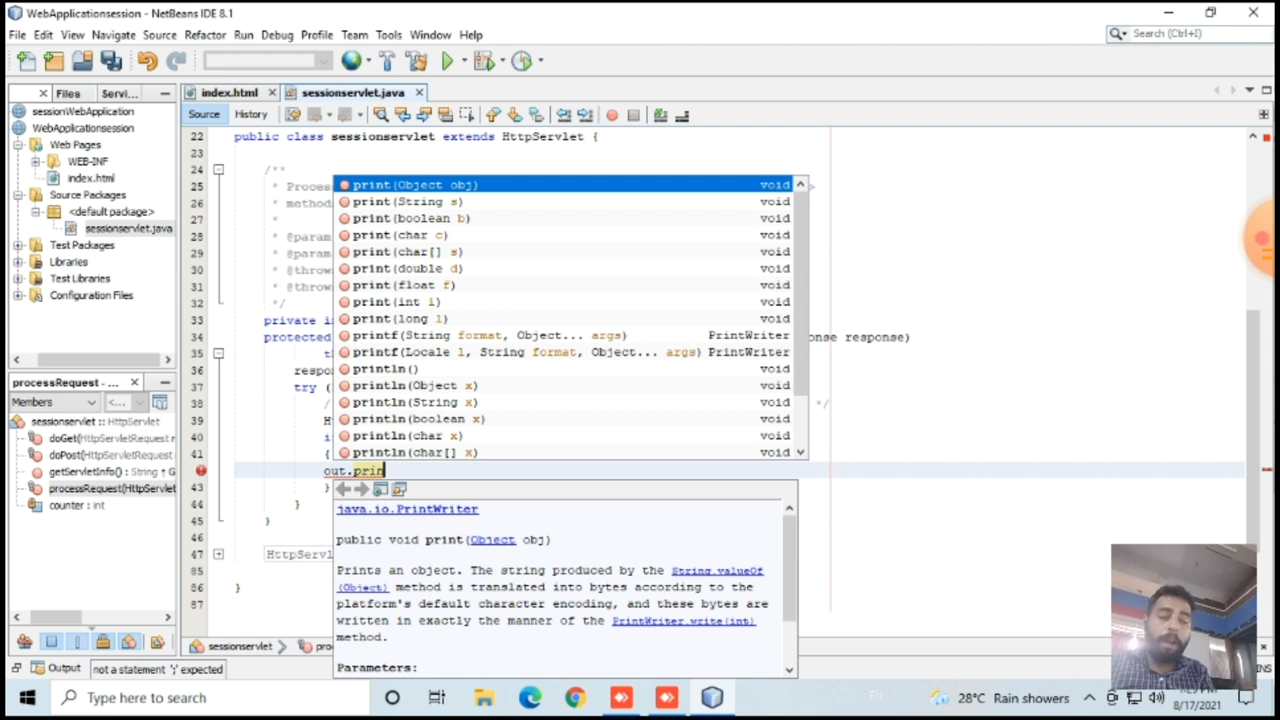 WebApplicationsession - NetBeans IDE 8.1
File Edit View Navigate Source Refactor Run Debug Profile Team Tools Window Help
Search (Ctrl+I)
Files Servi...
index.html sessionservlet.java
sessionWebApplication
WebApplicationsession
Web Pages
WEB-INF
index.html
Source Packages
<default package>
sessionservlet.java
Test Packages
Libraries
Test Libraries
Configuration Files
processRequest - ...
Members <...
sessionservlet :: HttpServlet
doGet(HttpServletRequest r
doPost(HttpServletRequest
getServletInfo() : String ↑ G
processRequest(HttpServlet
counter : int
Source History
22 public class sessionservlet extends HttpServlet {
23
24 /**
25 * Proces
26 * method
27 *
28 * @param
29 * @param
30 * @throw
31 * @throw
32 */
33 private in
34 protected onse response)
35 th
36 respo
37 try (
38 / */
39 H
40 i
41 {
out.prin
43 }
44 }
45 }
46
47 HttpServl
85
86 }
87
print(Object obj) void
print(String s) void
print(boolean b) void
print(char c) void
print(char[] s) void
print(double d) void
print(float f) void
print(int i) void
print(long l) void
printf(String format, Object... args) PrintWriter
printf(Locale l, String format, Object... args) PrintWriter
println() void
println(Object x) void
println(String x) void
println(boolean x) void
println(char x) void
println(char[] x) void
java.io.PrintWriter
public void print(Object obj)
Prints an object. The string produced by the String.valueOf
(Object) method is translated into bytes according to the
platform's default character encoding, and these bytes are
written in exactly the manner of the PrintWriter.write(int)
method.
Parameters:
sessionservlet pro
Output not a statement ';' expected
INS
Type here to search
28°C Rain showers
8/17/2021